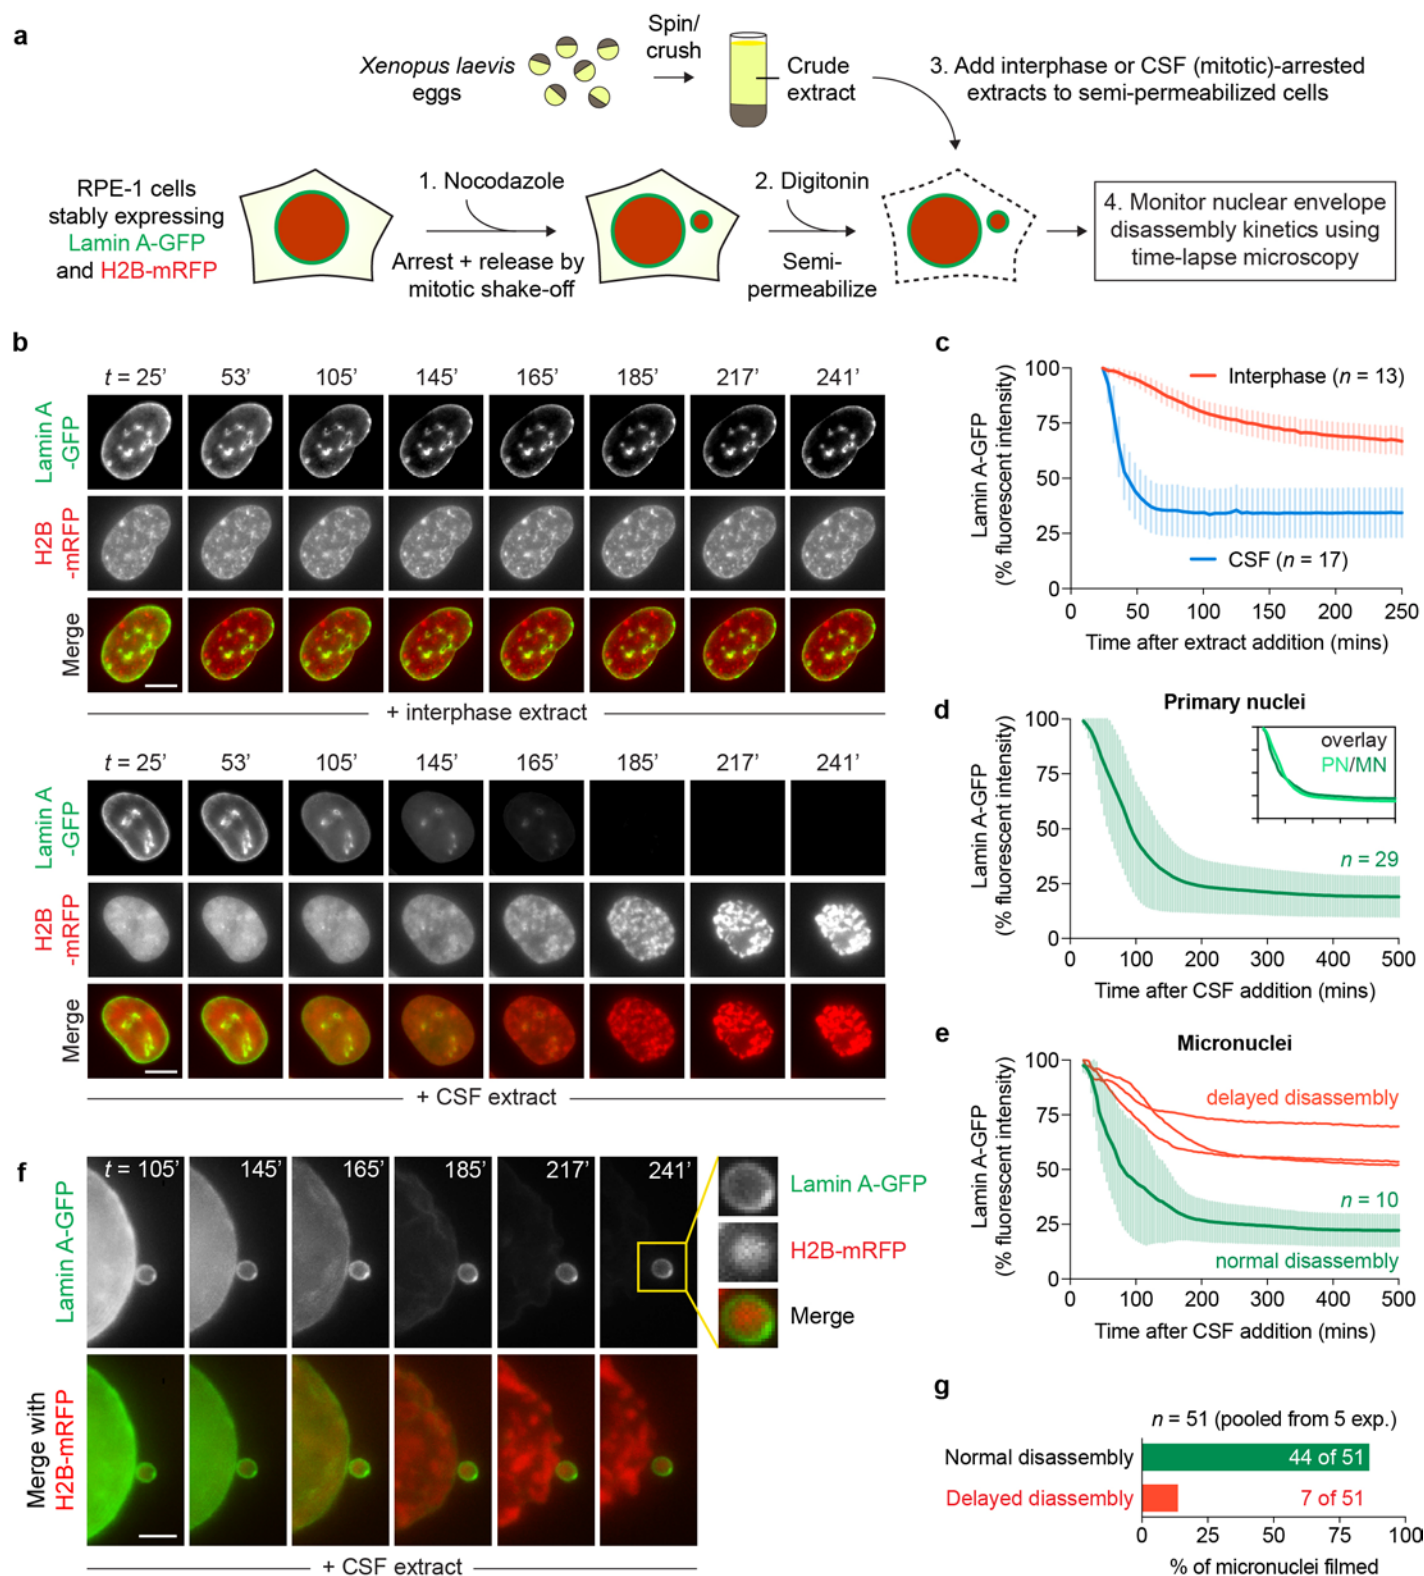 a
Xenopus laevis
eggs
Spin/
crush
Crude
extract
3. Add interphase or CSF (mitotic)-arrested
extracts to semi-permeabilized cells
RPE-1 cells
stably expressing
Lamin A-GFP
and H2B-mRFP
1. Nocodazole
Arrest + release by
mitotic shake-off
2. Digitonin
Semi-
permeabilize
4. Monitor nuclear envelope
disassembly kinetics using
time-lapse microscopy
b
t = 25’ 53’ 105’ 145’ 165’ 185’ 217’ 241’
Lamin A
-GFP
H2B
-mRFP
Merge
+ interphase extract
t = 25’ 53’ 105’ 145’ 165’ 185’ 217’ 241’
Lamin A
-GFP
H2B
-mRFP
Merge
+ CSF extract
c
Lamin A-GFP
(% fluorescent intensity)
100
75
50
25
0
Interphase (n = 13)
CSF (n = 17)
0 50 100 150 200 250
Time after extract addition (mins)
d
Primary nuclei
Lamin A-GFP
(% fluorescent intensity)
100
75
50
25
0
overlay
PN/MN
n = 29
0 100 200 300 400 500
Time after CSF addition (mins)
e
Micronuclei
Lamin A-GFP
(% fluorescent intensity)
100
75
50
25
0
delayed disassembly
n = 10
normal disassembly
0 100 200 300 400 500
Time after CSF addition (mins)
f
t = 105’ 145’ 165’ 185’ 217’ 241’
Lamin A-GFP
Merge with
H2B-mRFP
Lamin A-GFP
H2B-mRFP
Merge
+ CSF extract
g
n = 51 (pooled from 5 exp.)
Normal disassembly 44 of 51
Delayed diassembly 7 of 51
0 25 50 75 100
% of micronuclei filmed